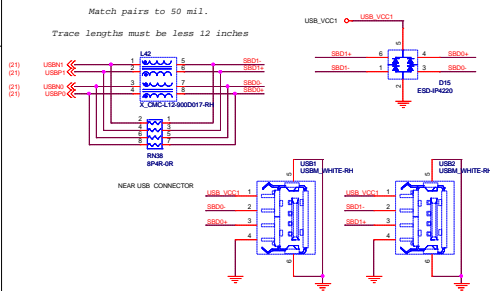 Match pairs to 50 mil.
Trace lengths must be less 12 inches
L42
(21) USBN1 1 5 SBD1-
(21) USBP1 2 6 SBD1+
(21) USBN0 3 7 SBD0-
(21) USBP0 4 8 SBD0+
X_CMC-L12-900D017-RH
2 1
4 3
6 5
8 7
RN38
8P4R-0R
USB_VCC1 USB_VCC1
5
SBD1+ 6 4 SBD0+
SBD1- 1 3 SBD0-
2
D15
ESD-IP4220
NEAR USB CONNECTOR
USB1
USBM_WHITE-RH
5
USB_VCC1 1
SBD0- 2
SBD0+ 3
4
6
USB2
USBM_WHITE-RH
5
USB_VCC1 1
SBD1- 2
SBD1+ 3
4
6